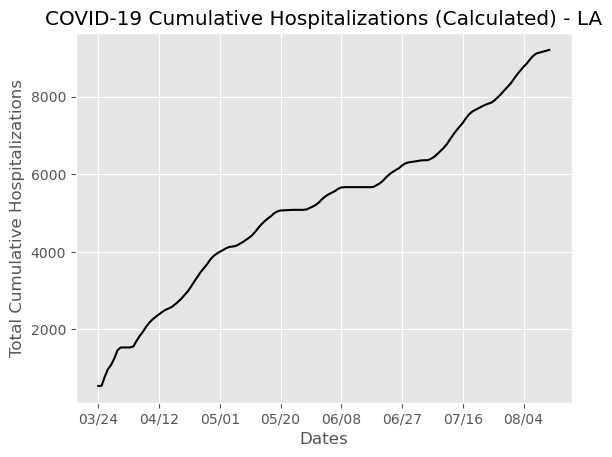 COVID-19 Cumulative Hospitalizations (Calculated) - LA
Total Cumulative Hospitalizations
8000
6000
4000
2000
03/24 04/12 05/01 05/20 06/08 06/27 07/16 08/04
Dates